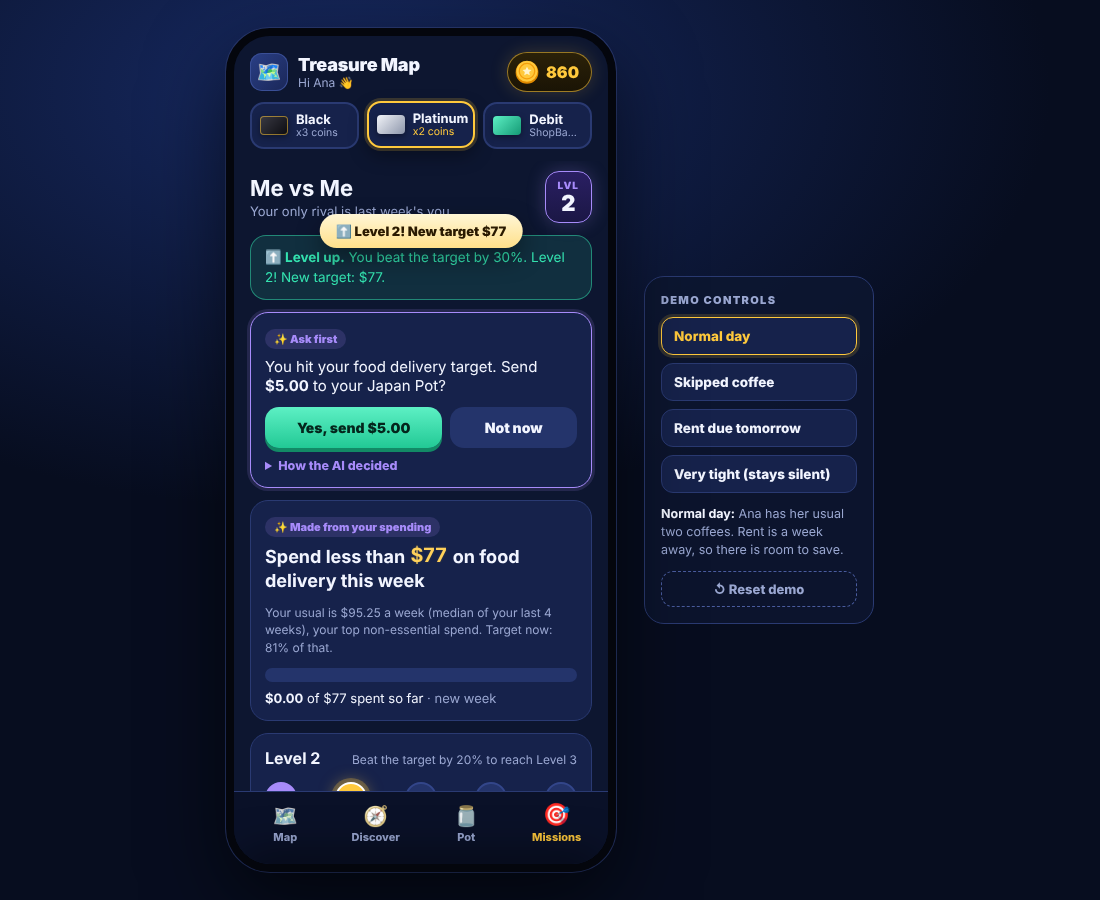 Treasure Map
Hi Ana 👋
860
Black
x3 coins
Platinum
x2 coins
Debit
ShopBa...
Me vs Me
Your only rival is last week's you
LVL
2
⬆️ Level 2! New target $77
⬆️ Level up. You beat the target by 30%. Level
2! New target: $77.
✨ Ask first
You hit your food delivery target. Send
$5.00 to your Japan Pot?
Yes, send $5.00
Not now
▶ How the AI decided
✨ Made from your spending
Spend less than $77 on food
delivery this week
Your usual is $95.25 a week (median of your last 4
weeks), your top non-essential spend. Target now:
81% of that.
$0.00 of $77 spent so far · new week
Level 2
Beat the target by 20% to reach Level 3
Map
Discover
Pot
Missions
DEMO CONTROLS
Normal day
Skipped coffee
Rent due tomorrow
Very tight (stays silent)
Normal day: Ana has her usual
two coffees. Rent is a week
away, so there is room to save.
↺ Reset demo